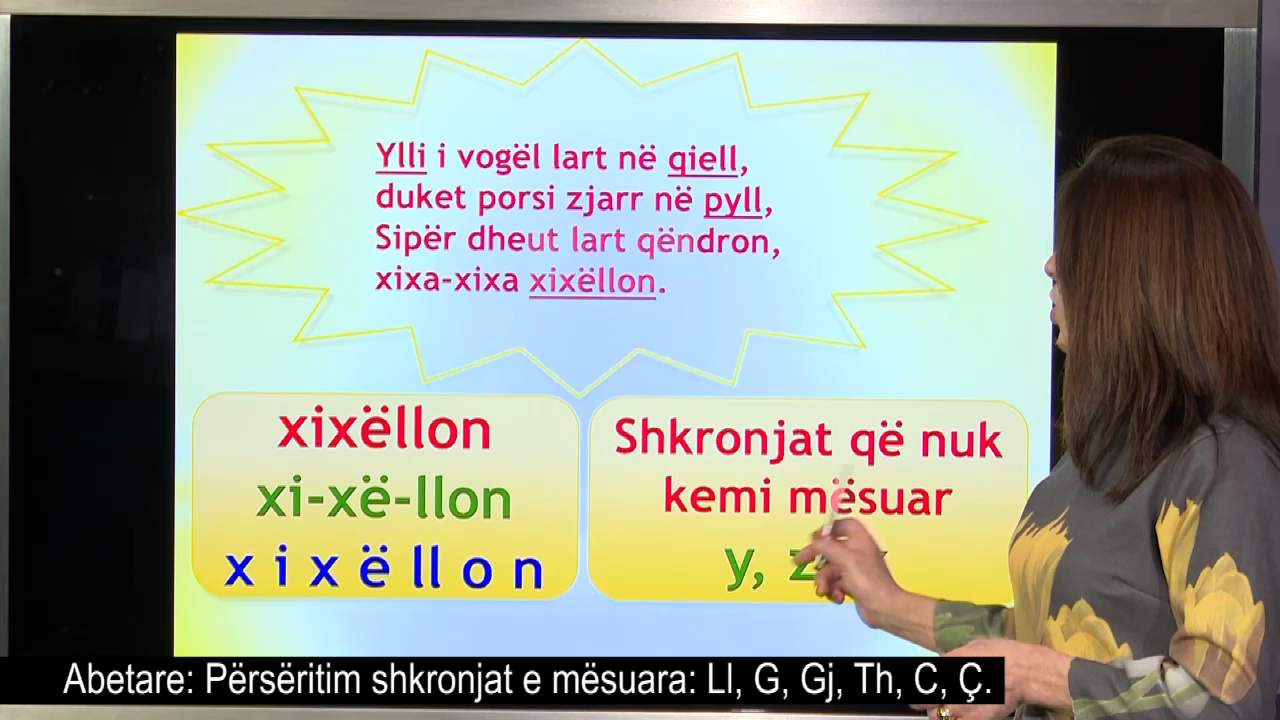 Ylli i vogël lart në qiell,
duket porsi zjarr në pyll,
Sipër dheut lart qëndron,
xixa-xixa xixëllon.
xixëllon
xi-xë-llon
x i x ë ll o n
Shkronjat që nuk
kemi mësuar
y, z
Abetare: Përsëritim shkronjat e mësuara: Ll, G, Gj, Th, C, Ç.